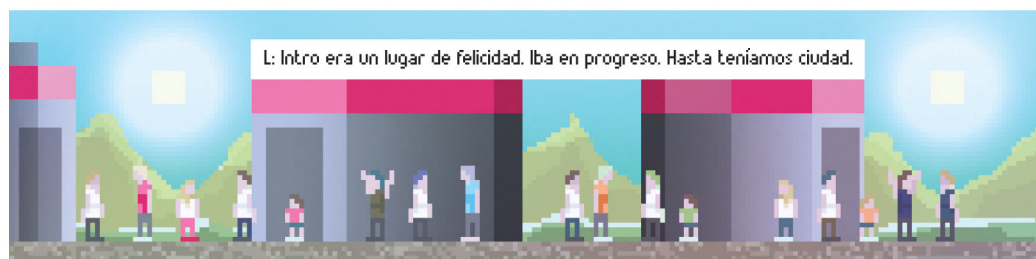 L: Intro era un lugar de felicidad. Iba en progreso. Hasta teníamos ciudad.